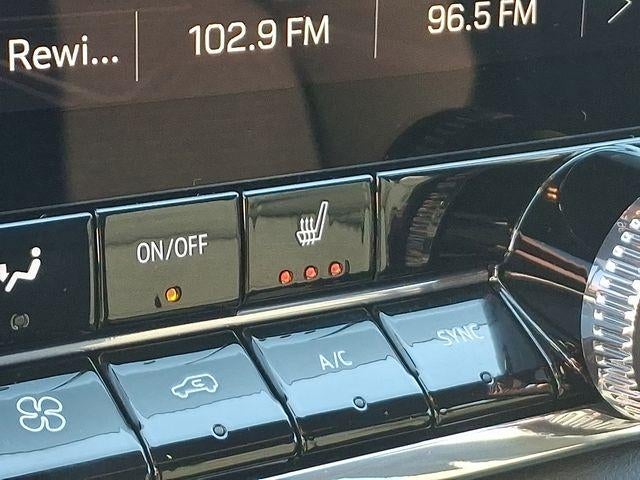 Rewi...
102.9 FM
96.5 FM
ON/OFF
A/C
SYNC